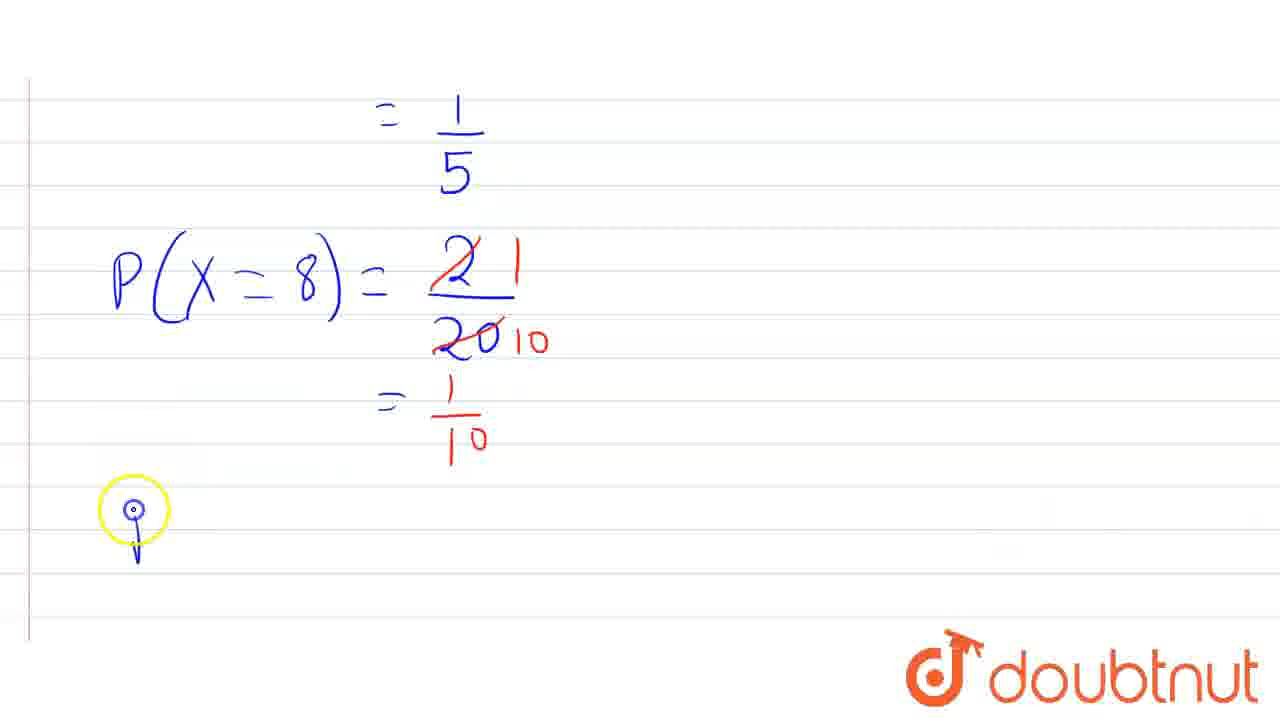 = 1/5
P(X = 8) = 2/20 1 10
= 1/10
doubtnut